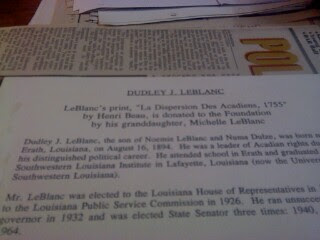 POL
DUDLEY J. LEBLANC
LeBlanc's print, "La Dispersion Des Acadiens, 1755"
by Henri Beau, is donated to the Foundation
by his granddaughter, Michelle LeBlanc
Dudley J. LeBlanc, the son of Noemie LeBlanc and Numa Dulze, was born
Erath, Louisiana, on August 16, 1894. He was a leader of Acadian rights du
his distinguished political career. He attended school in Erath and graduated
Southwestern Louisiana Institute in Lafayette, Louisiana (now the Univers
Southwestern Louisiana).
Mr. LeBlanc was elected to the Louisiana House of Representatives in
to the Louisiana Public Service Commission in 1926. He ran unsucces
governor in 1932 and was elected State Senator three times: 1940,
964.